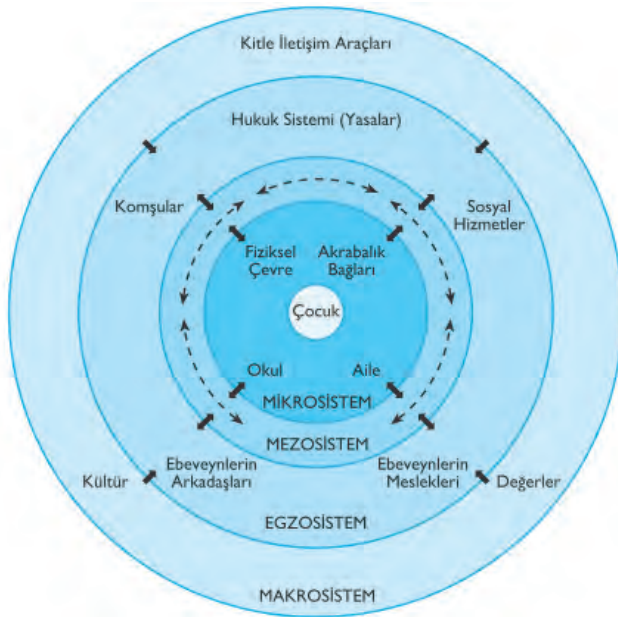 Kitle İletişim Araçları
Hukuk Sistemi (Yasalar)
Komşular
Sosyal
Hizmetler
Fiziksel
Çevre
Akrabalık
Bağları
Çocuk
Okul
Aile
MİKROSİSTEM
MEZOSİSTEM
Kültür
Ebeveynlerin
Arkadaşları
Ebeveynlerin
Meslekleri
Değerler
EGZOSİSTEM
MAKROSİSTEM